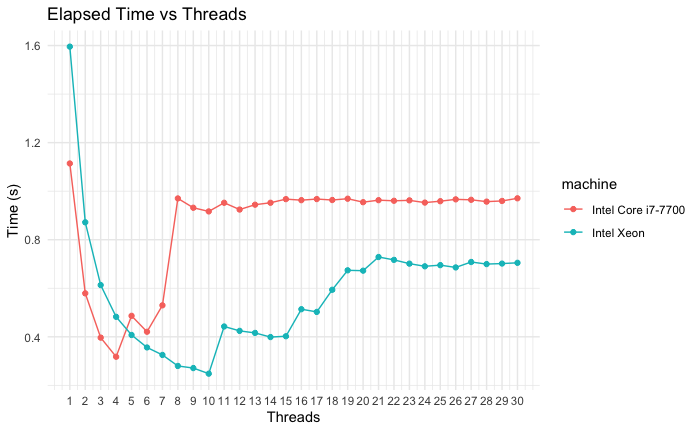 Elapsed Time vs Threads
1.6
1.2
0.8
0.4
Time (s)
1 2 3 4 5 6 7 8 9 10 11 12 13 14 15 16 17 18 19 20 21 22 23 24 25 26 27 28 29 30
Threads
machine
Intel Core i7-7700
Intel Xeon